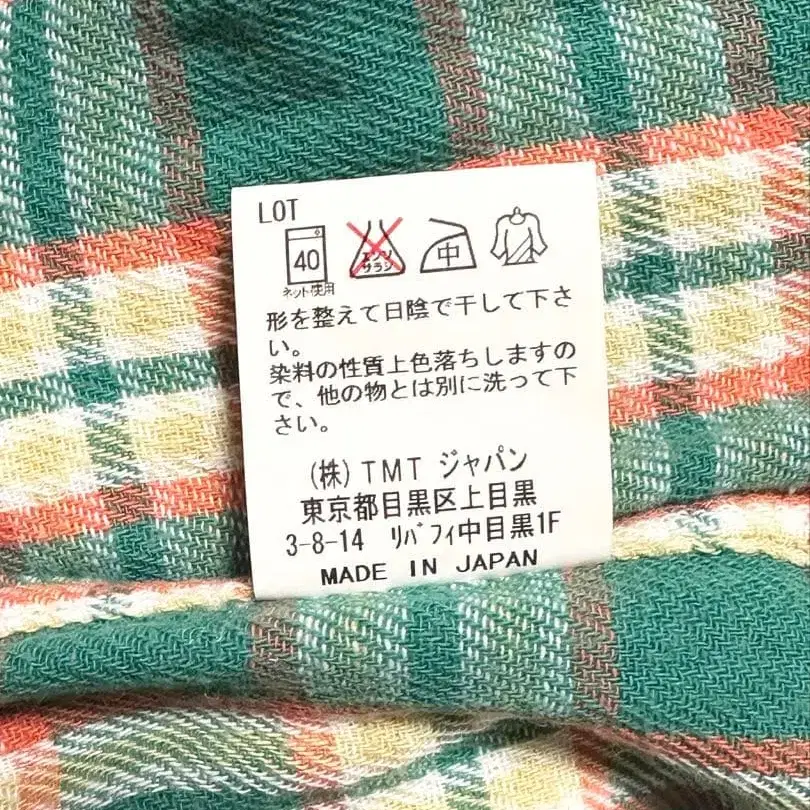 LOT
40
エンソ
サラシ
中
ネット使用
形を整えて日陰で干して下さ
い。
染料の性質上色落ちしますの
で、他の物とは別に洗って下
さい。
(株)TMT ジャパン
東京都目黒区上目黒
3-8-14 リバフィ中目黒1F
MADE IN JAPAN